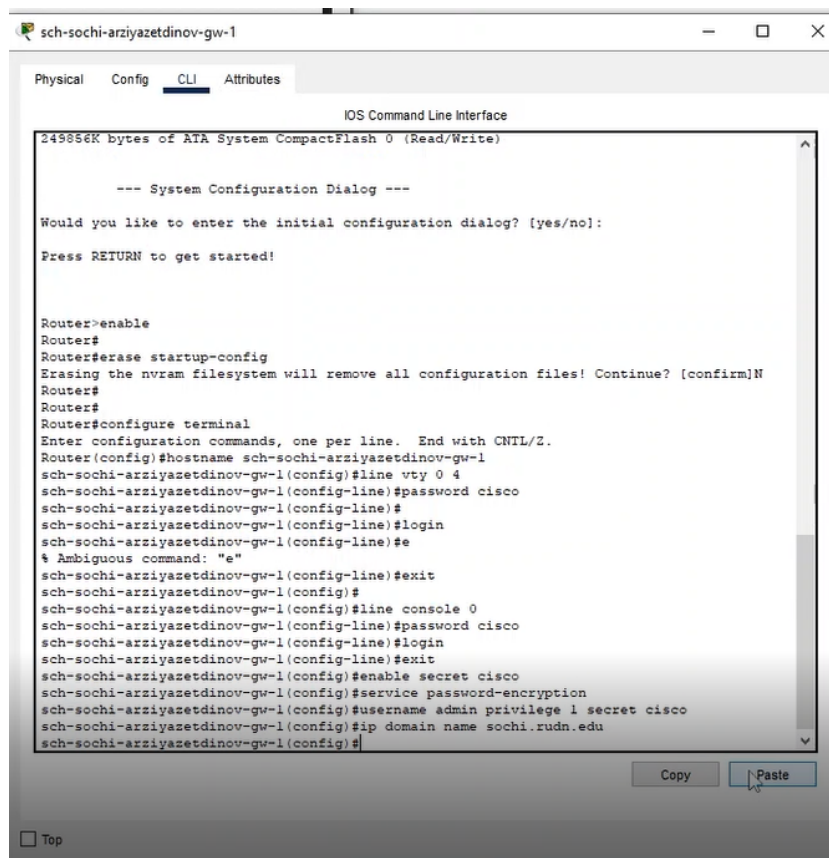 sch-sochi-arziyazetdinov-gw-1
Physical Config CLI Attributes
IOS Command Line Interface
249856K bytes of ATA System CompactFlash 0 (Read/Write)
--- System Configuration Dialog ---
Would you like to enter the initial configuration dialog? [yes/no]:
Press RETURN to get started!
Router>enable
Router#
Router#erase startup-config
Erasing the nvram filesystem will remove all configuration files! Continue? [confirm]N
Router#
Router#
Router#configure terminal
Enter configuration commands, one per line. End with CNTL/Z.
Router(config)#hostname sch-sochi-arziyazetdinov-gw-1
sch-sochi-arziyazetdinov-gw-1(config)#line vty 0 4
sch-sochi-arziyazetdinov-gw-1(config-line)#password cisco
sch-sochi-arziyazetdinov-gw-1(config-line)#
sch-sochi-arziyazetdinov-gw-1(config-line)#login
sch-sochi-arziyazetdinov-gw-1(config-line)#e
% Ambiguous command: "e"
sch-sochi-arziyazetdinov-gw-1(config-line)#exit
sch-sochi-arziyazetdinov-gw-1(config)#
sch-sochi-arziyazetdinov-gw-1(config)#line console 0
sch-sochi-arziyazetdinov-gw-1(config-line)#password cisco
sch-sochi-arziyazetdinov-gw-1(config-line)#login
sch-sochi-arziyazetdinov-gw-1(config-line)#exit
sch-sochi-arziyazetdinov-gw-1(config)#enable secret cisco
sch-sochi-arziyazetdinov-gw-1(config)#service password-encryption
sch-sochi-arziyazetdinov-gw-1(config)#username admin privilege 1 secret cisco
sch-sochi-arziyazetdinov-gw-1(config)#ip domain name sochi.rudn.edu
sch-sochi-arziyazetdinov-gw-1(config)#
Copy Paste
Top